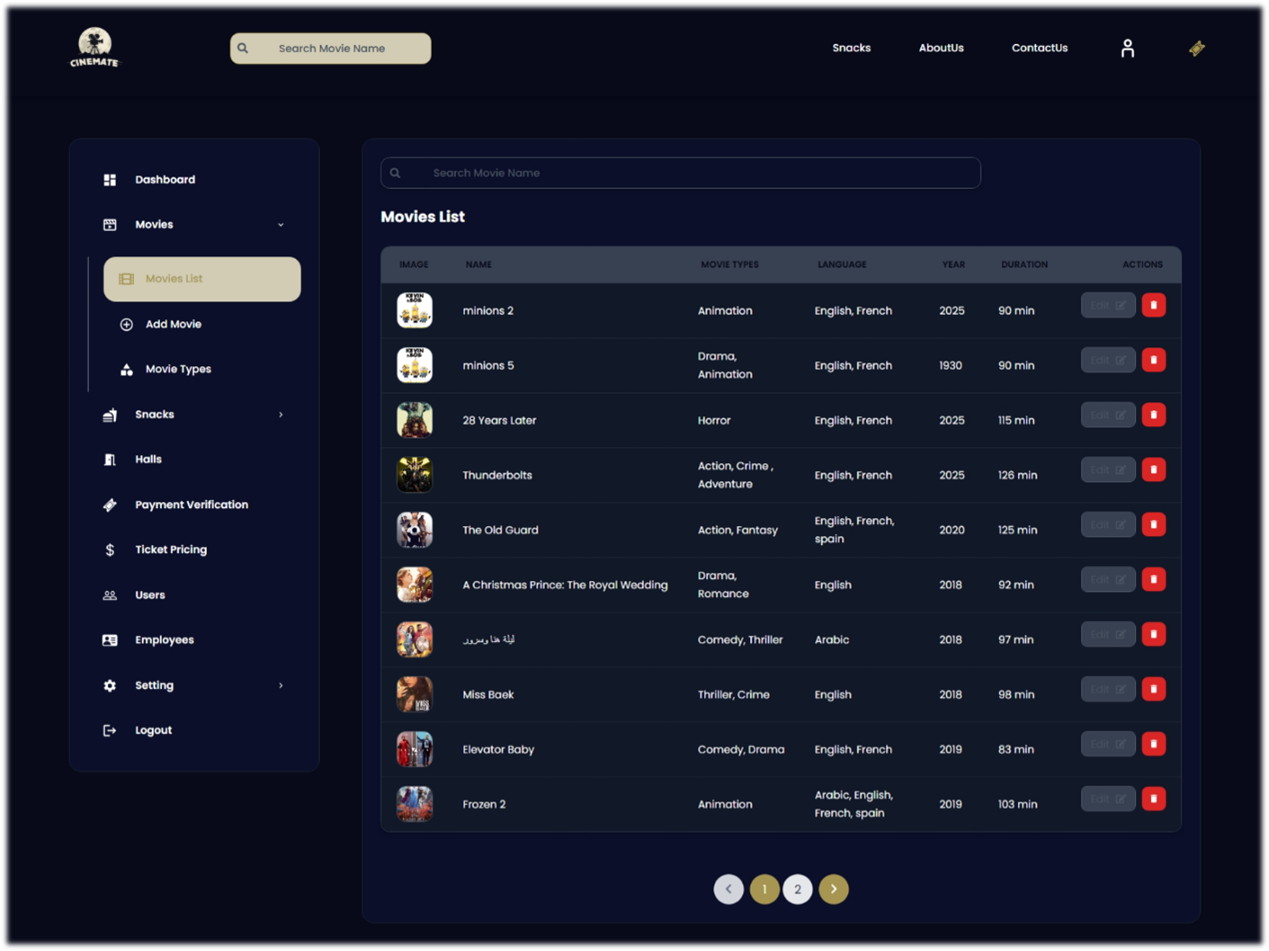 CINEMATE
Search Movie Name
Snacks
AboutUs
ContactUs
Dashboard
Movies
Movies List
Add Movie
Movie Types
Snacks
Halls
Payment Verification
Ticket Pricing
Users
Employees
Setting
Logout
Search Movie Name
Movies List
IMAGE NAME MOVIE TYPES LANGUAGE YEAR DURATION ACTIONS
KEVIN & BOB
minions 2 Animation English, French 2025 90 min Edit
KEVIN & BOB
minions 5 Drama, Animation English, French 1930 90 min Edit
28 Years Later Horror English, French 2025 115 min Edit
Thunderbolts Action, Crime , Adventure English, French 2025 126 min Edit
The Old Guard Action, Fantasy English, French, spain 2020 125 min Edit
A Christmas Prince: The Royal Wedding Drama, Romance English 2018 92 min Edit
ليلة هنا وسرور Comedy, Thriller Arabic 2018 97 min Edit
Miss Baek Thriller, Crime English 2018 98 min Edit
MISS BAEK
Elevator Baby Comedy, Drama English, French 2019 83 min Edit
Frozen 2 Animation Arabic, English, French, spain 2019 103 min Edit
1 2